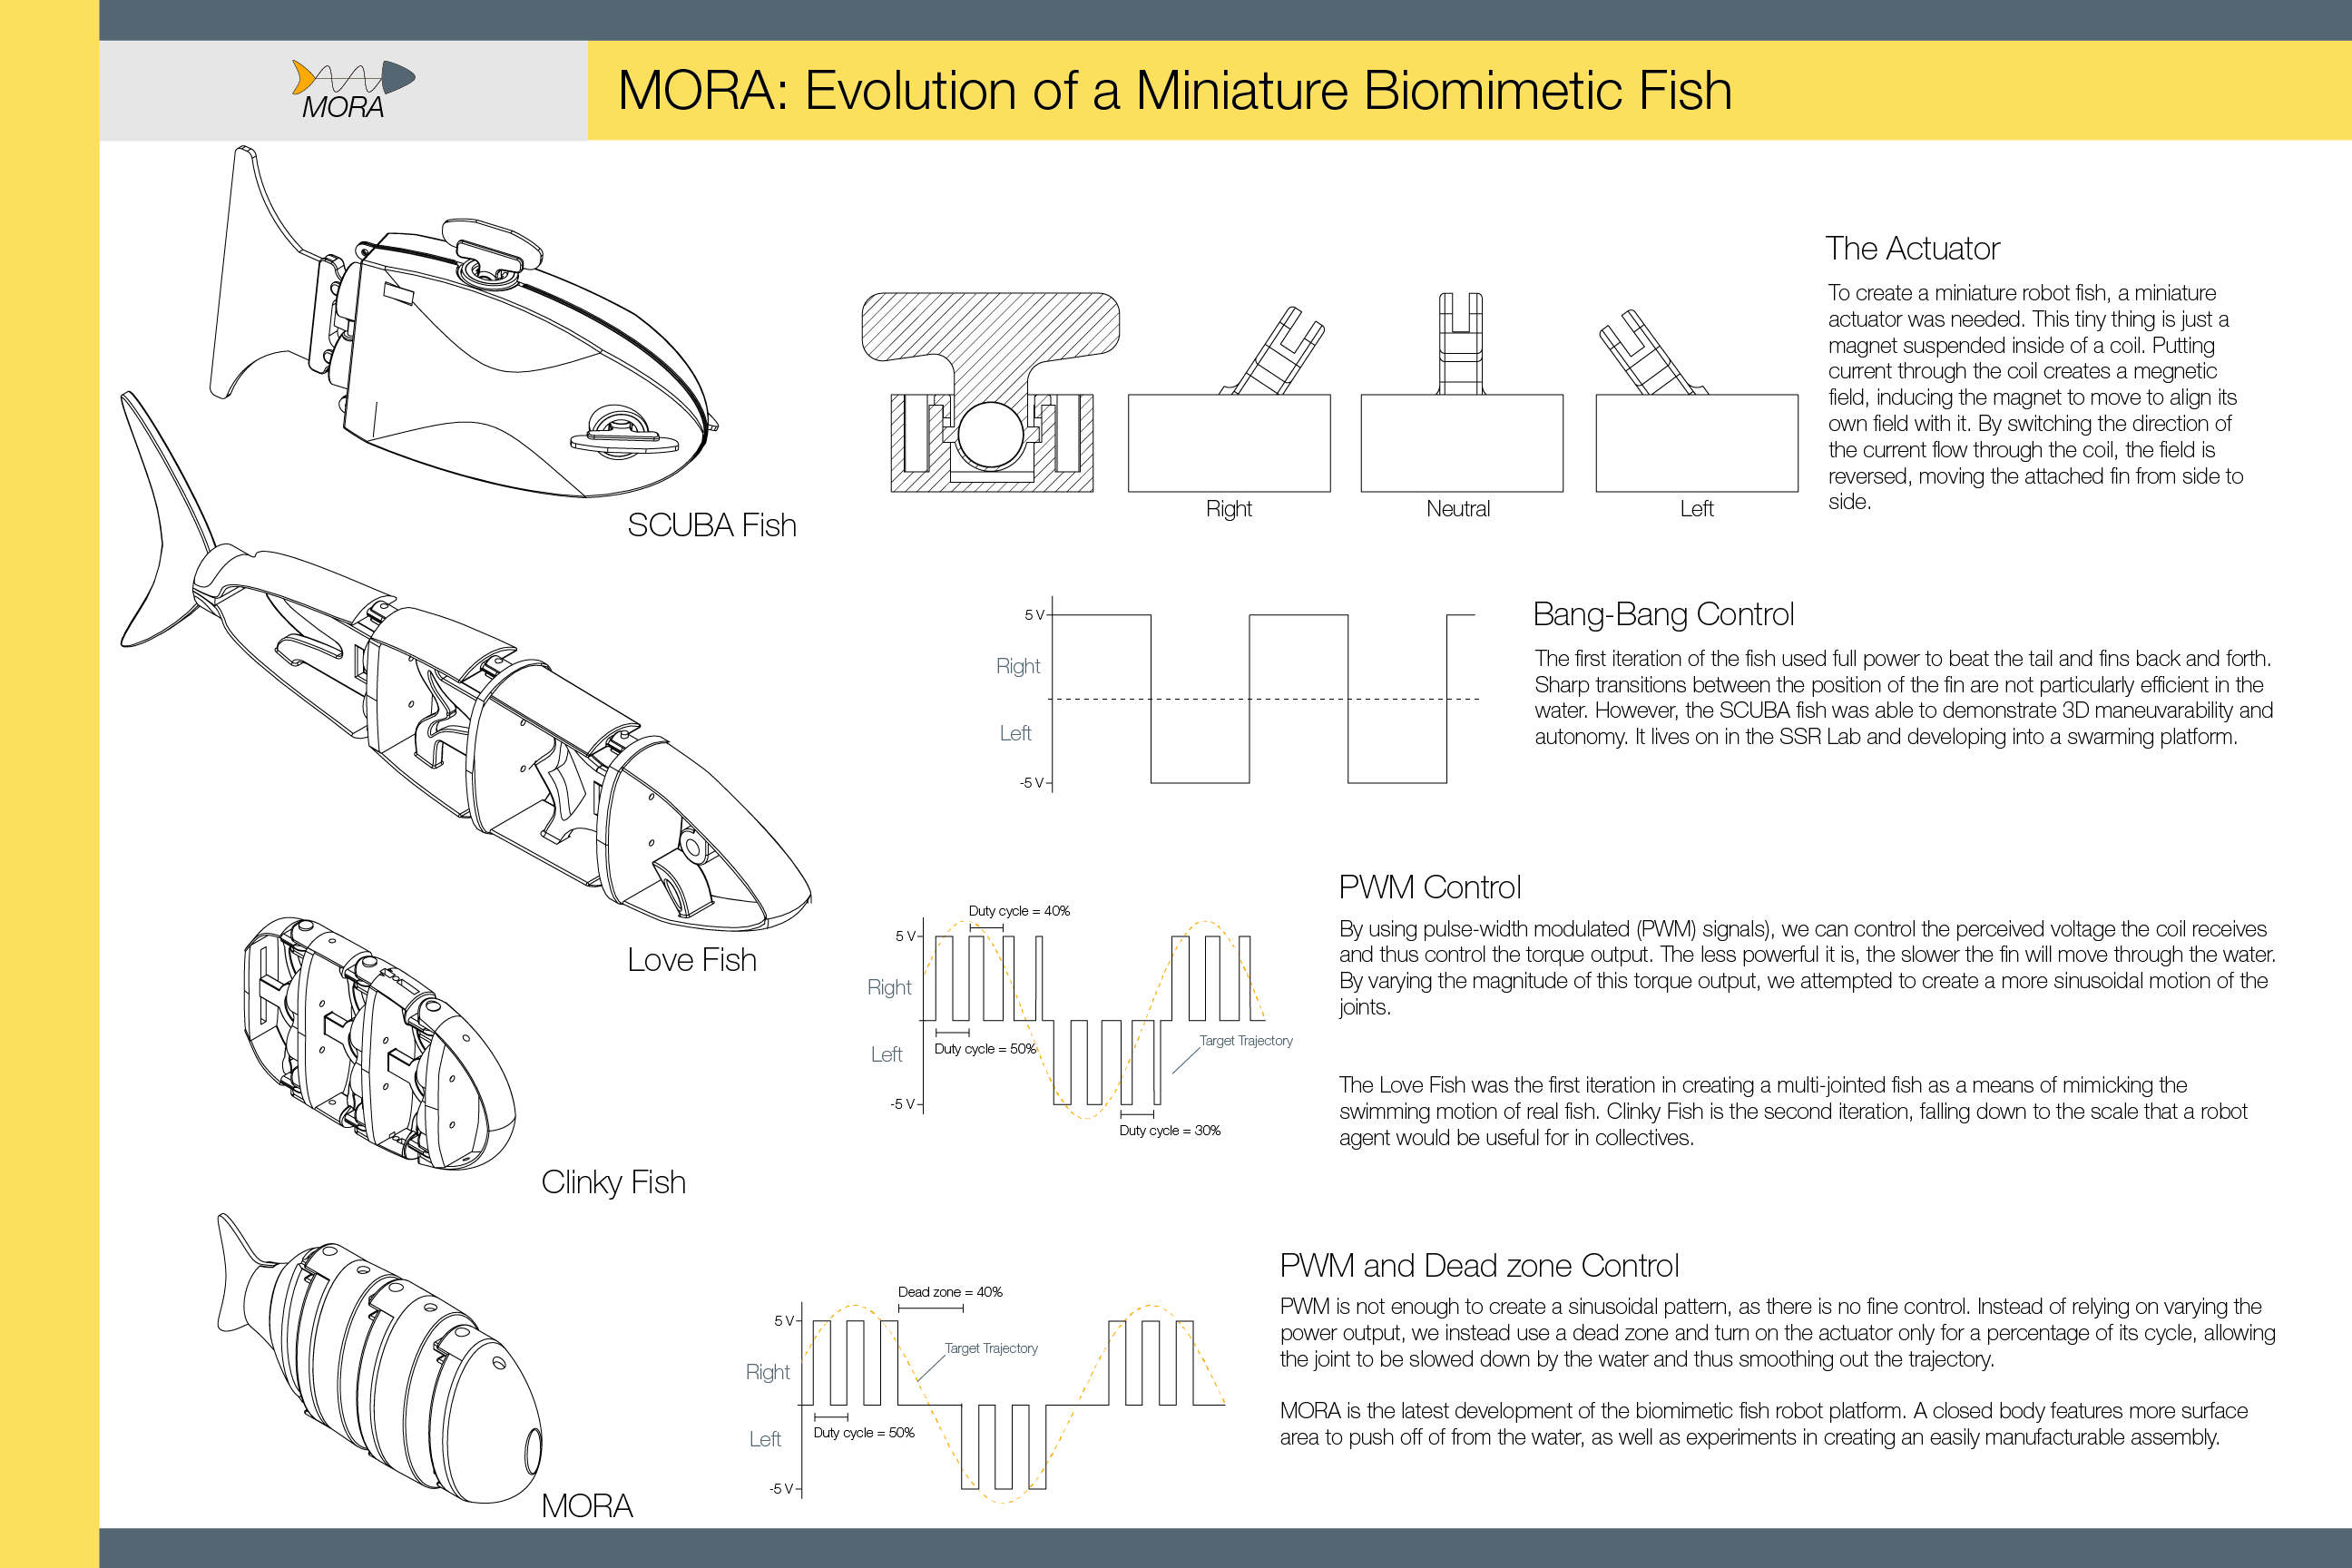 MORA
MORA: Evolution of a Miniature Biomimetic Fish
SCUBA Fish
Right
Neutral
Left
The Actuator
To create a miniature robot fish, a miniature
actuator was needed. This tiny thing is just a
magnet suspended inside of a coil. Putting
current through the coil creates a megnetic
field, inducing the magnet to move to align its
own field with it. By switching the direction of
the current flow through the coil, the field is
reversed, moving the attached fin from side to
side.
5 V
Right
Left
-5 V
Bang-Bang Control
The first iteration of the fish used full power to beat the tail and fins back and forth.
Sharp transitions between the position of the fin are not particularly efficient in the
water. However, the SCUBA fish was able to demonstrate 3D maneuvarability and
autonomy. It lives on in the SSR Lab and developing into a swarming platform.
Love Fish
Duty cycle = 40%
5 V
Right
Duty cycle = 50%
Left
Target Trajectory
-5 V
Duty cycle = 30%
PWM Control
By using pulse-width modulated (PWM) signals), we can control the perceived voltage the coil receives
and thus control the torque output. The less powerful it is, the slower the fin will move through the water.
By varying the magnitude of this torque output, we attempted to create a more sinusoidal motion of the
joints.
The Love Fish was the first iteration in creating a multi-jointed fish as a means of mimicking the
swimming motion of real fish. Clinky Fish is the second iteration, falling down to the scale that a robot
agent would be useful for in collectives.
Clinky Fish
Dead zone = 40%
5 V
Target Trajectory
Right
Duty cycle = 50%
Left
-5 V
PWM and Dead zone Control
PWM is not enough to create a sinusoidal pattern, as there is no fine control. Instead of relying on varying the
power output, we instead use a dead zone and turn on the actuator only for a percentage of its cycle, allowing
the joint to be slowed down by the water and thus smoothing out the trajectory.
MORA is the latest development of the biomimetic fish robot platform. A closed body features more surface
area to push off of from the water, as well as experiments in creating an easily manufacturable assembly.
MORA